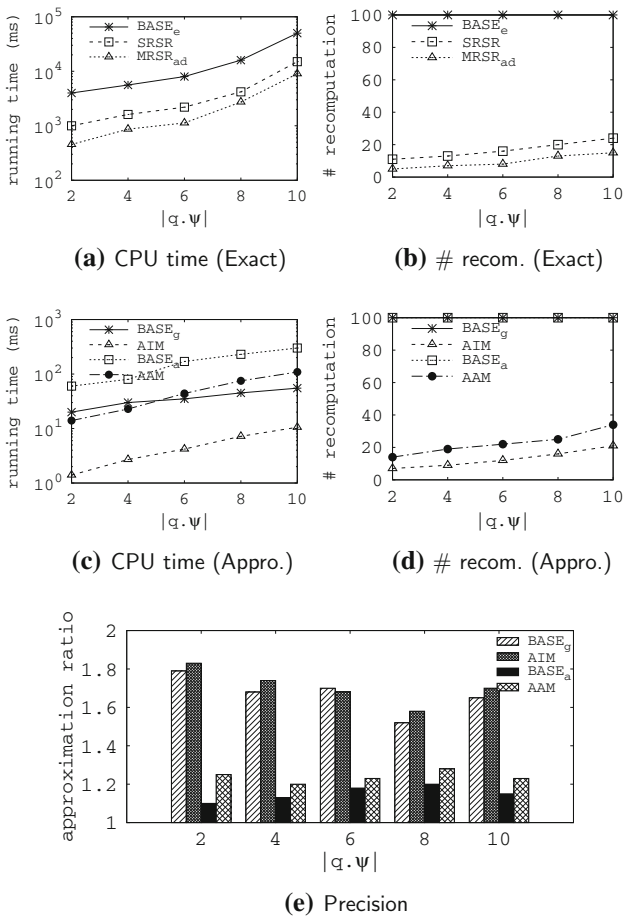 running time (ms)
10^5
10^4
10^3
10^2
BASE_e
SRSR
MRSR_ad
2 4 6 8 10
|q.ψ|
(a) CPU time (Exact)
# recomputation
100
80
60
40
20
0
BASE_e
SRSR
MRSR_ad
2 4 6 8 10
|q.ψ|
(b) # recom. (Exact)
running time (ms)
10^3
10^2
10^1
10^0
BASE_g
AIM
BASE_a
AAM
2 4 6 8 10
|q.ψ|
(c) CPU time (Appro.)
# recomputation
100
80
60
40
20
0
BASE_g
AIM
BASE_a
AAM
2 4 6 8 10
|q.ψ|
(d) # recom. (Appro.)
approximation ratio
2
1.8
1.6
1.4
1.2
1
BASE_g
AIM
BASE_a
AAM
2 4 6 8 10
|q.ψ|
(e) Precision